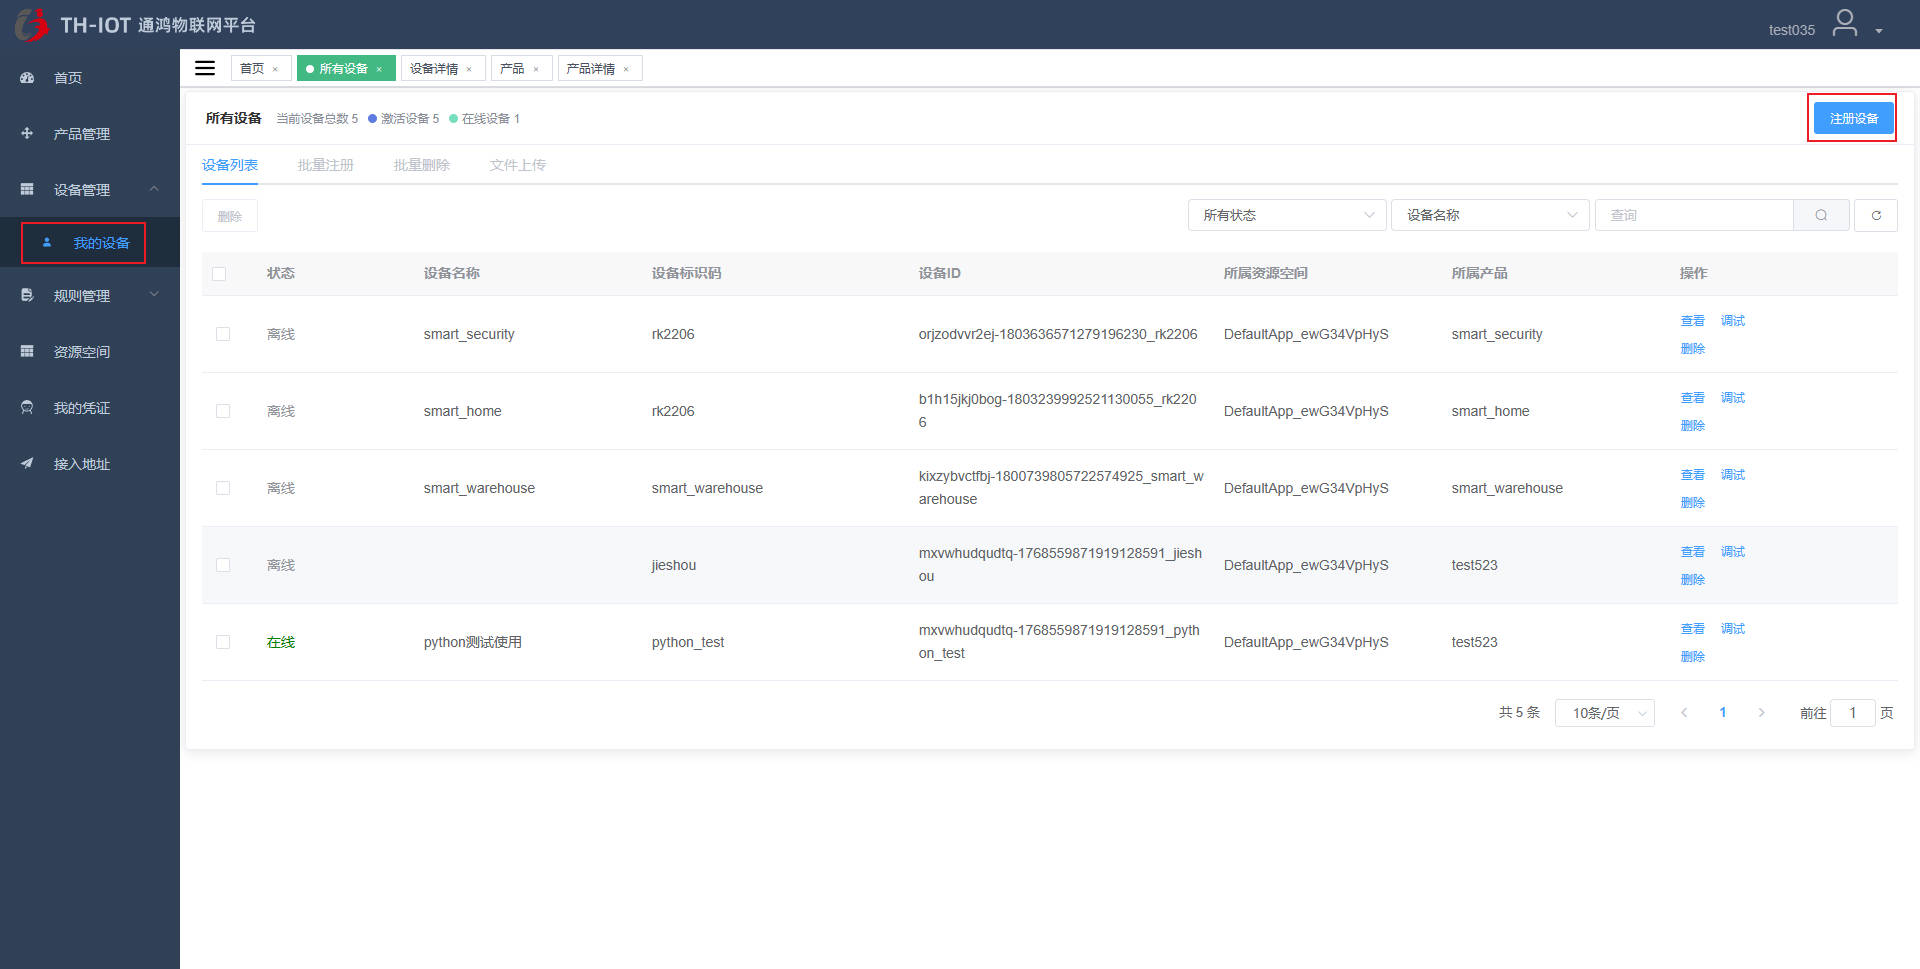 TH-IOT 通鸿物联网平台
test035
首页
产品管理
设备管理
我的设备
规则管理
资源空间
我的凭证
接入地址
首页 ×
所有设备 ×
设备详情 ×
产品 ×
产品详情 ×
所有设备 当前设备总数 5 激活设备 5 在线设备 1
注册设备
设备列表 批量注册 批量删除 文件上传
删除
所有状态
设备名称
查询
状态 设备名称 设备标识码 设备ID 所属资源空间 所属产品 操作
离线 smart_security rk2206 orjzodvvr2ej-1803636571279196230_rk2206 DefaultApp_ewG34VpHyS smart_security 查看 调试
删除
离线 smart_home rk2206 b1h15jkj0bog-1803239992521130055_rk220 DefaultApp_ewG34VpHyS smart_home 查看 调试
6 删除
离线 smart_warehouse smart_warehouse kixzybvctfbj-1800739805722574925_smart_w DefaultApp_ewG34VpHyS smart_warehouse 查看 调试
arehouse 删除
离线 jieshou mxvwhudqudtq-1768559871919128591_jiesh DefaultApp_ewG34VpHyS test523 查看 调试
ou 删除
在线 python测试使用 python_test mxvwhudqudtq-1768559871919128591_pyth DefaultApp_ewG34VpHyS test523 查看 调试
on_test 删除
共 5 条 10条/页 1 前往 1 页